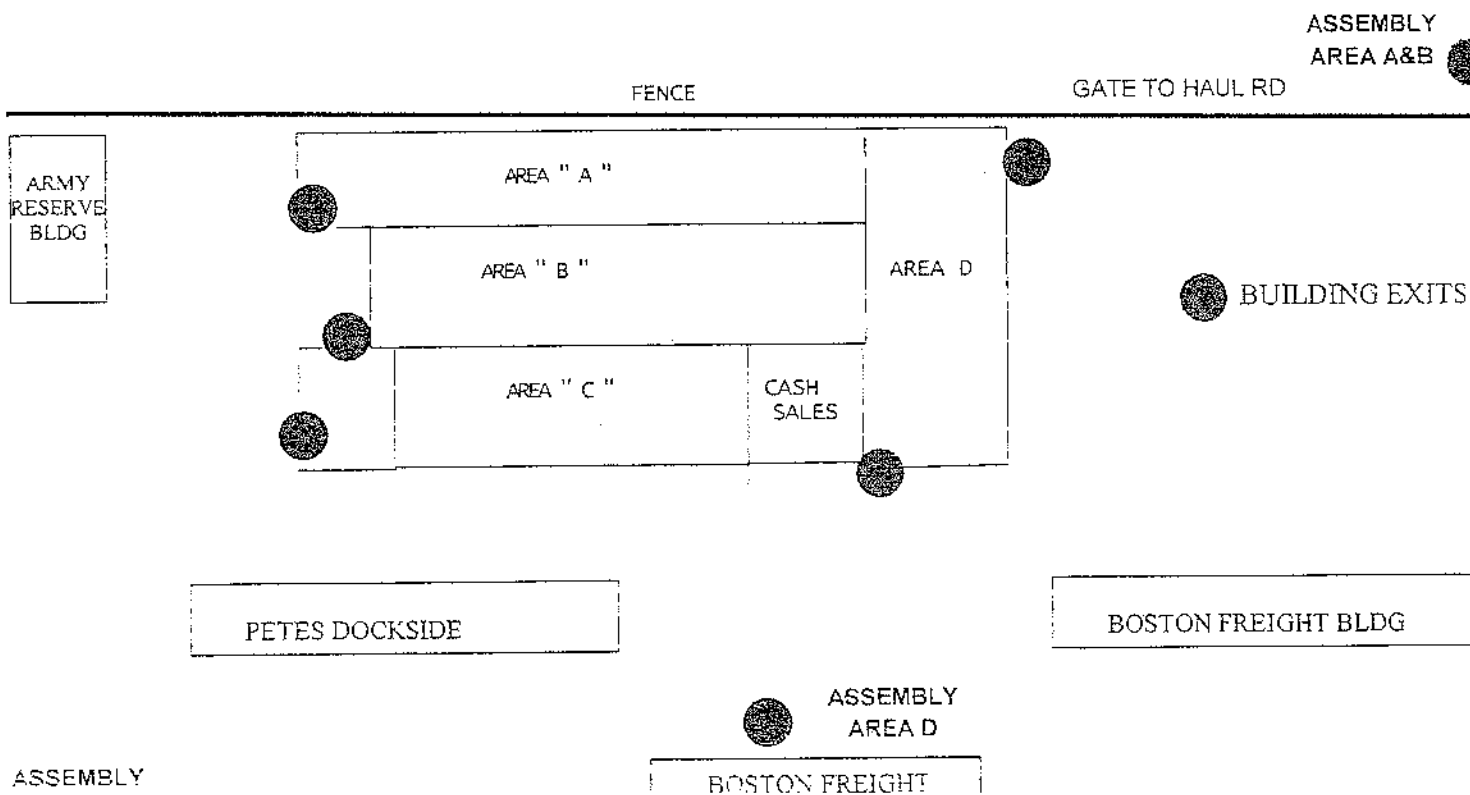 ASSEMBLY
AREA A&B
FENCE
GATE TO HAUL RD
ARMY
RESERVE
BLDG
AREA " A "
AREA " B "
AREA D
BUILDING EXITS
AREA " C "
CASH
SALES
PETES DOCKSIDE
BOSTON FREIGHT BLDG
ASSEMBLY
AREA D
ASSEMBLY
BOSTON FREIGHT